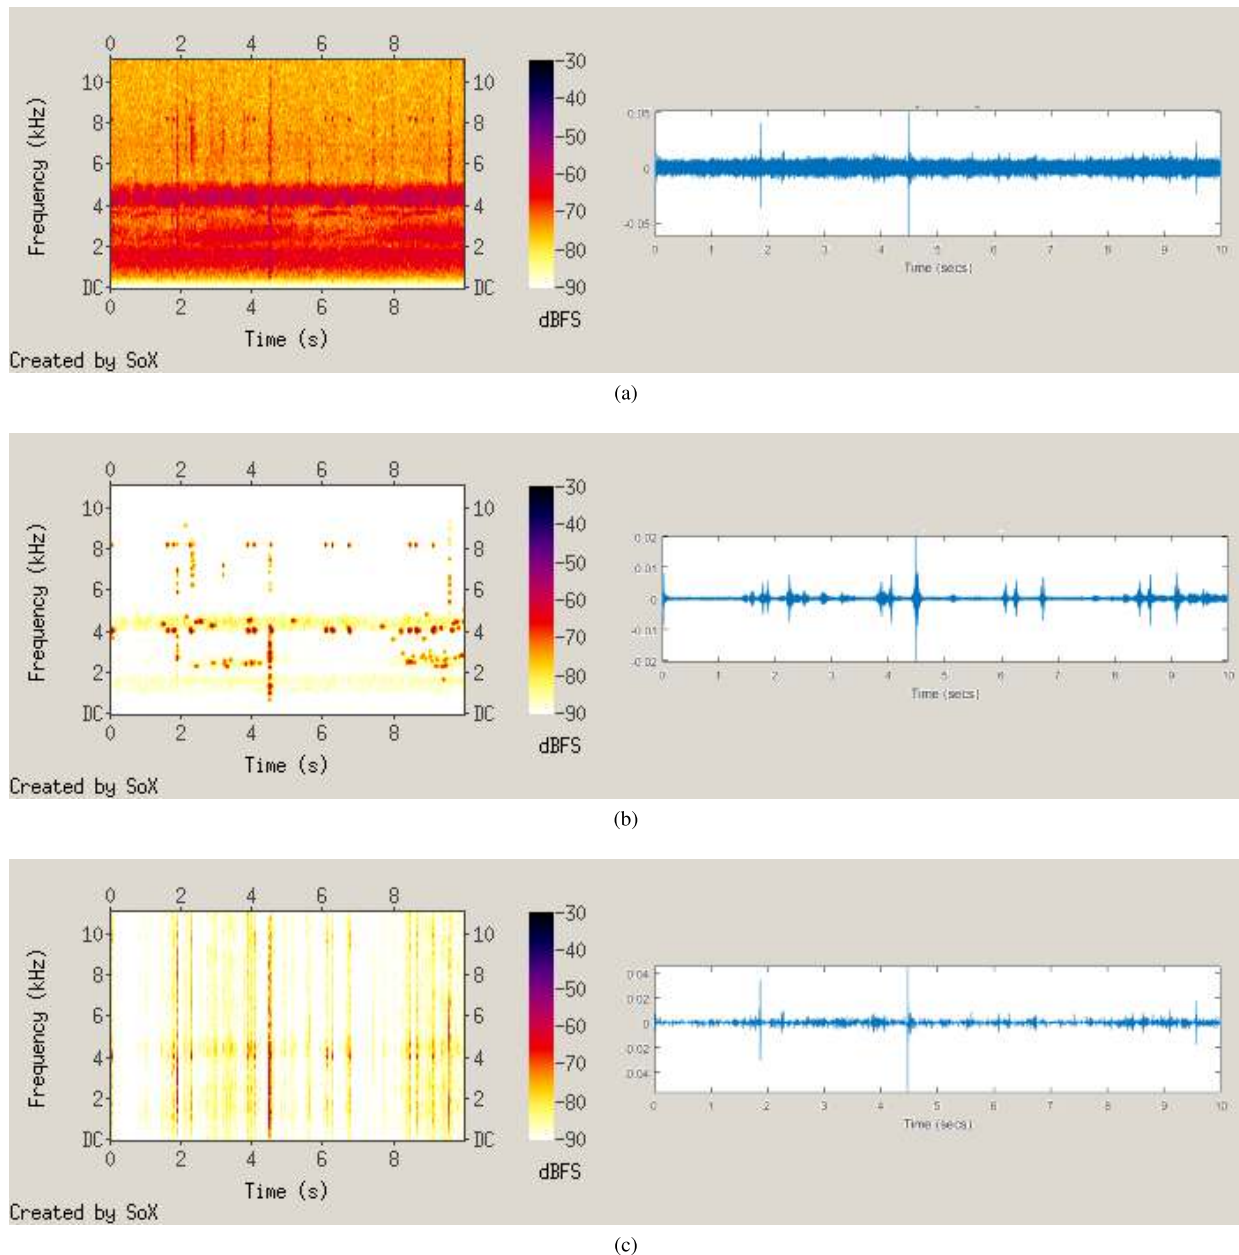 0 2 4 6 8
10 8 6 4 2 DC
Frequency (kHz)
10 8 6 4 2 DC
0 2 4 6 8
Time (s)
-30 -40 -50 -60 -70 -80 -90
dBFS
Created by SoX
0.05 0 -0.05
0 1 2 3 4 5 6 7 8 9 10
Time (secs)
(a)
0 2 4 6 8
10 8 6 4 2 DC
Frequency (kHz)
10 8 6 4 2 DC
0 2 4 6 8
Time (s)
-30 -40 -50 -60 -70 -80 -90
dBFS
Created by SoX
0.02 0.01 0 -0.01 -0.02
0 1 2 3 4 5 6 7 8 9 10
Time (secs)
(b)
0 2 4 6 8
10 8 6 4 2 DC
Frequency (kHz)
10 8 6 4 2 DC
0 2 4 6 8
Time (s)
-30 -40 -50 -60 -70 -80 -90
dBFS
Created by SoX
0.04 0.02 0 0.02 0.04
0 1 2 3 4 5 6 7 8 9 10
Time (secs)
(c)